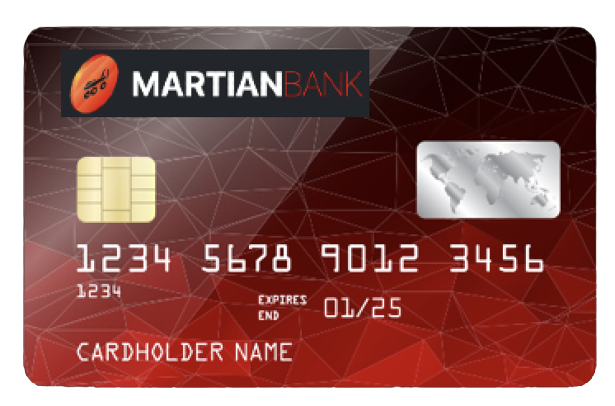 MARTIANBANK
1234 5678 9012 3456
1234
EXPIRES END 01/25
CARDHOLDER NAME